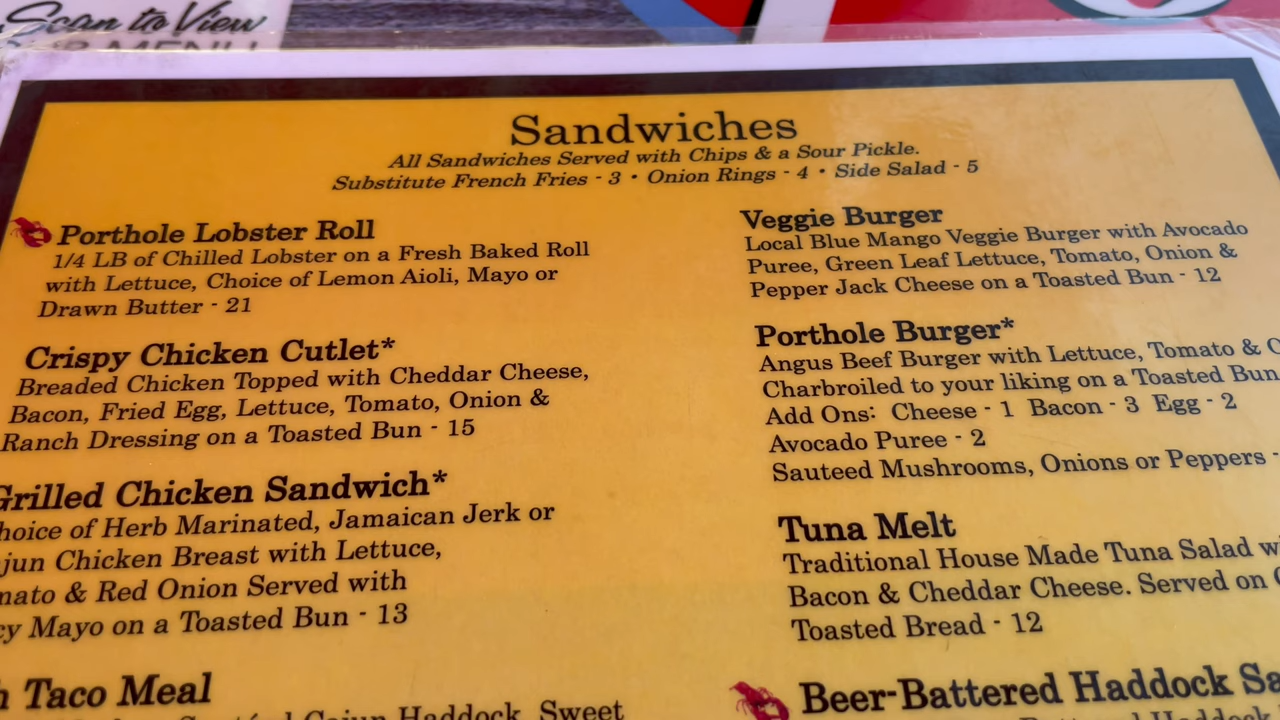 Scan to View
OUR MENU
Sandwiches
All Sandwiches Served with Chips & a Sour Pickle.
Substitute French Fries - 3 • Onion Rings - 4 • Side Salad - 5
Porthole Lobster Roll
1/4 LB of Chilled Lobster on a Fresh Baked Roll
with Lettuce, Choice of Lemon Aioli, Mayo or
Drawn Butter - 21
Crispy Chicken Cutlet*
Breaded Chicken Topped with Cheddar Cheese,
Bacon, Fried Egg, Lettuce, Tomato, Onion &
Ranch Dressing on a Toasted Bun - 15
Grilled Chicken Sandwich*
hoice of Herb Marinated, Jamaican Jerk or
jun Chicken Breast with Lettuce,
mato & Red Onion Served with
cy Mayo on a Toasted Bun - 13
h Taco Meal
Cajun Haddock, Sweet
Veggie Burger
Local Blue Mango Veggie Burger with Avocado
Puree, Green Leaf Lettuce, Tomato, Onion &
Pepper Jack Cheese on a Toasted Bun - 12
Porthole Burger*
Angus Beef Burger with Lettuce, Tomato & O
Charbroiled to your liking on a Toasted Bun
Add Ons: Cheese - 1 Bacon - 3 Egg - 2
Avocado Puree - 2
Sauteed Mushrooms, Onions or Peppers -
Tuna Melt
Traditional House Made Tuna Salad w
Bacon & Cheddar Cheese. Served on
Toasted Bread - 12
Beer-Battered Haddock Sa